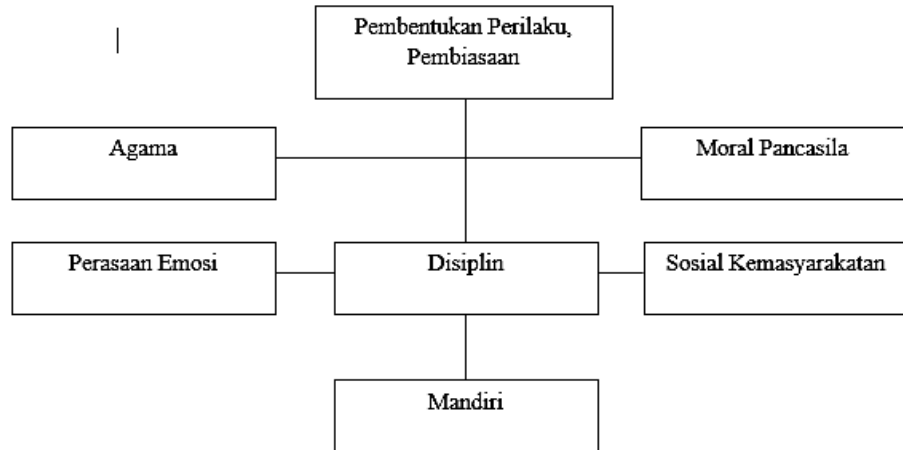 Pembentukan Perilaku,
Pembiasaan
Agama
Moral Pancasila
Perasaan Emosi
Disiplin
Sosial Kemasyarakatan
Mandiri